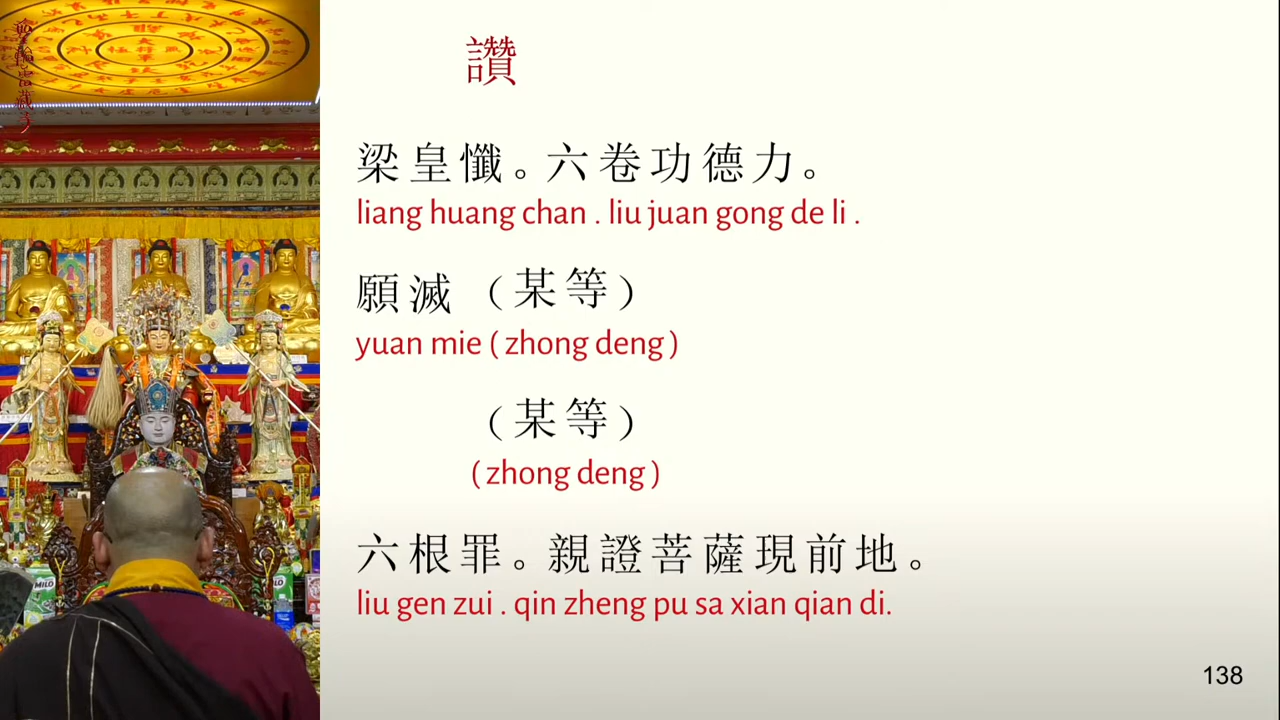 讚
梁皇懺。六卷功德力。
liang huang chan . liu juan gong de li .
願滅（某等）
yuan mie ( zhong deng )
（某等）
( zhong deng )
六根罪。親證菩薩現前地。
liu gen zui . qin zheng pu sa xian qian di.
138
MILO
MILO